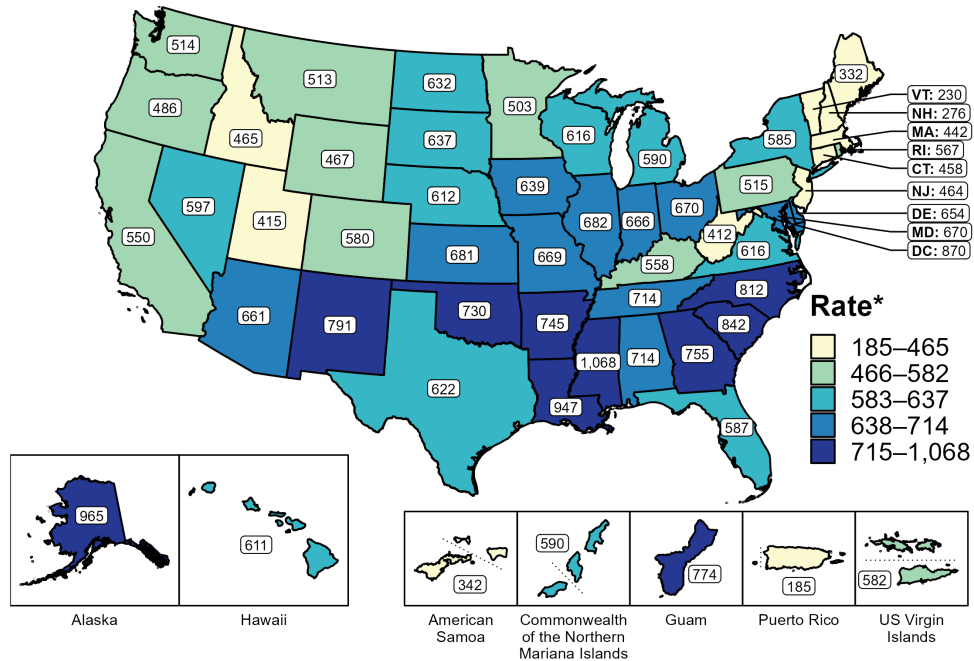 332
514
513
632
503
VT: 230
486
NH: 276
465
637
616
585
MA: 442
467
590
RI: 567
CT: 458
597
612
639
515
NJ: 464
415
682
666
670
412
DE: 654
550
580
MD: 670
681
669
558
616
DC: 870
661
791
730
714
812
745
842
1,068
714
755
622
947
587
Rate*
185–465
466–582
583–637
638–714
715–1,068
965
611
342
590
774
185
582
Alaska
Hawaii
American
Samoa
Commonwealth
of the Northern
Mariana Islands
Guam
Puerto Rico
US Virgin
Islands